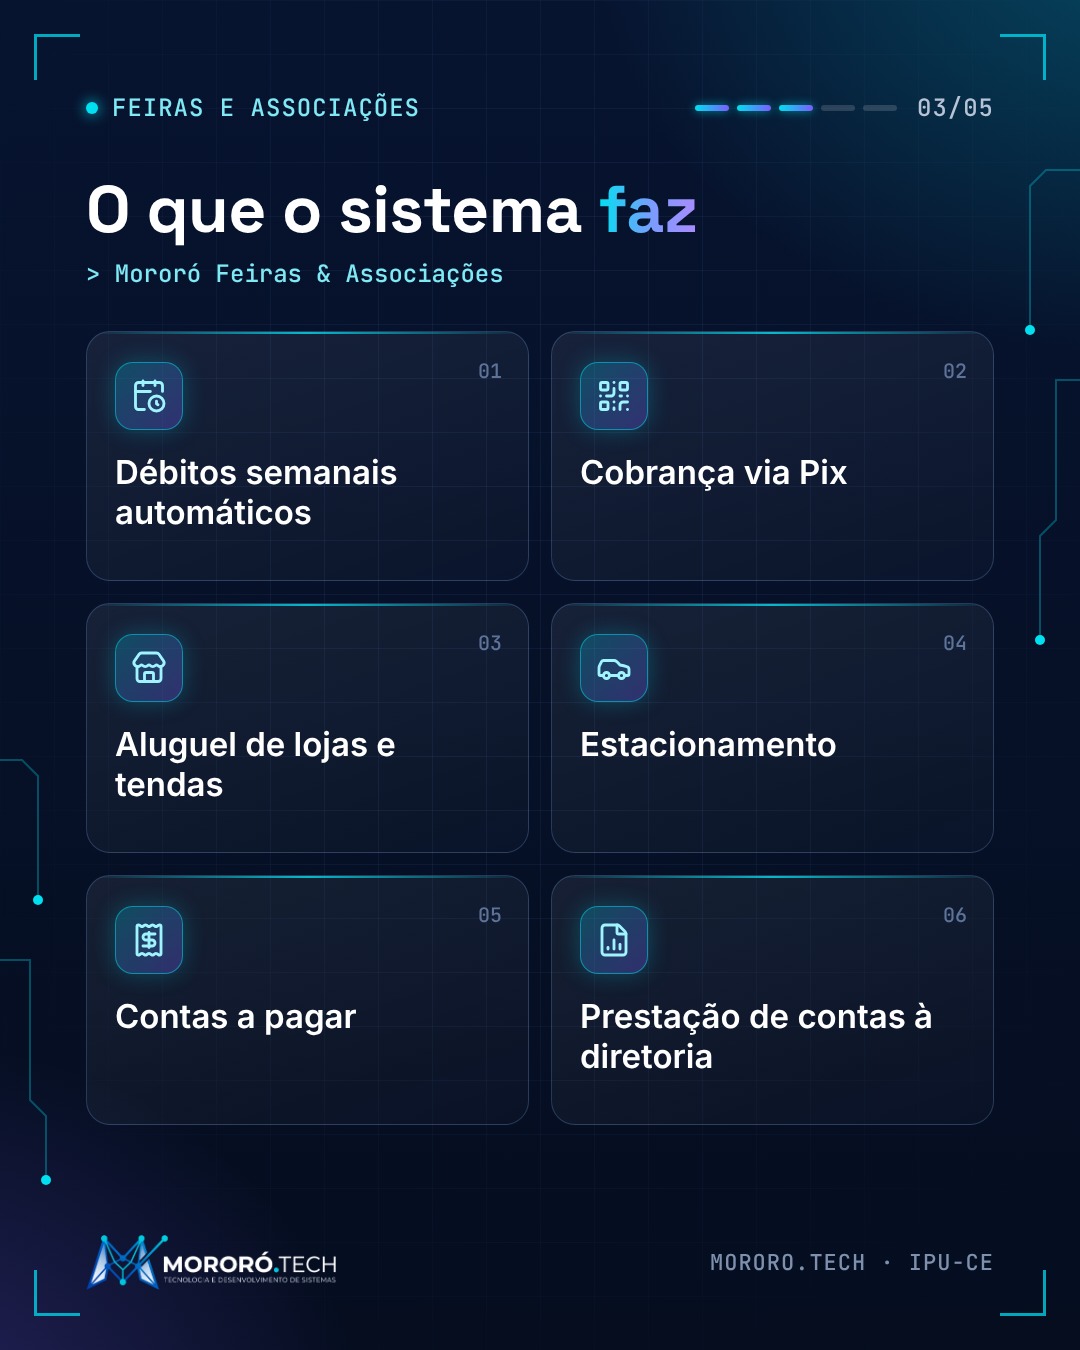 FEIRAS E ASSOCIAÇÕES
03/05
O que o sistema faz
> Mororó Feiras & Associações
01
Débitos semanais
automáticos
02
Cobrança via Pix
03
Aluguel de lojas e
tendas
04
Estacionamento
05
Contas a pagar
06
Prestação de contas à
diretoria
MORORÓ.TECH
TECNOLOGIA E DESENVOLVIMENTO DE SISTEMAS
MORORO.TECH · IPU-CE